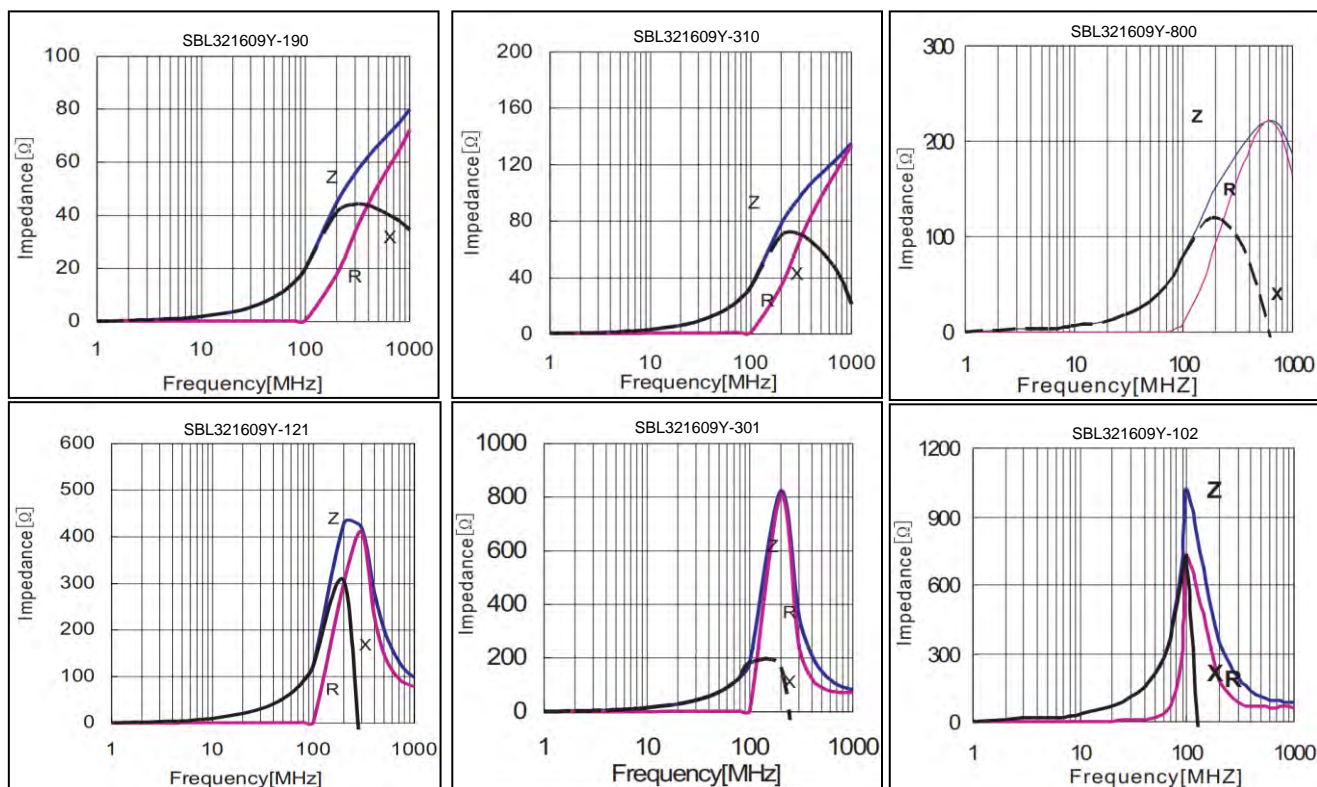 SBL321609Y-190
100
80
60
40
20
0
Impedance[Ω]
Z
X
R
1 10 100 1000
Frequency[MHz]
SBL321609Y-310
200
160
120
80
40
0
Impedance[Ω]
Z
X
R
1 10 100 1000
Frequency[MHz]
SBL321609Y-800
300
200
100
0
Impedance[Ω]
Z
R
X
1 10 100 1000
Frequency[MHZ]
SBL321609Y-121
600
500
400
300
200
100
0
Impedance[Ω]
Z
X
R
1 10 100 1000
Frequency[MHz]
SBL321609Y-301
1000
800
600
400
200
0
Impedance[Ω]
Z
R
X
1 10 100 1000
Frequency[MHz]
SBL321609Y-102
1200
900
600
300
0
Impedance[Ω]
Z
X R
1 10 100 1000
Frequency[MHZ]